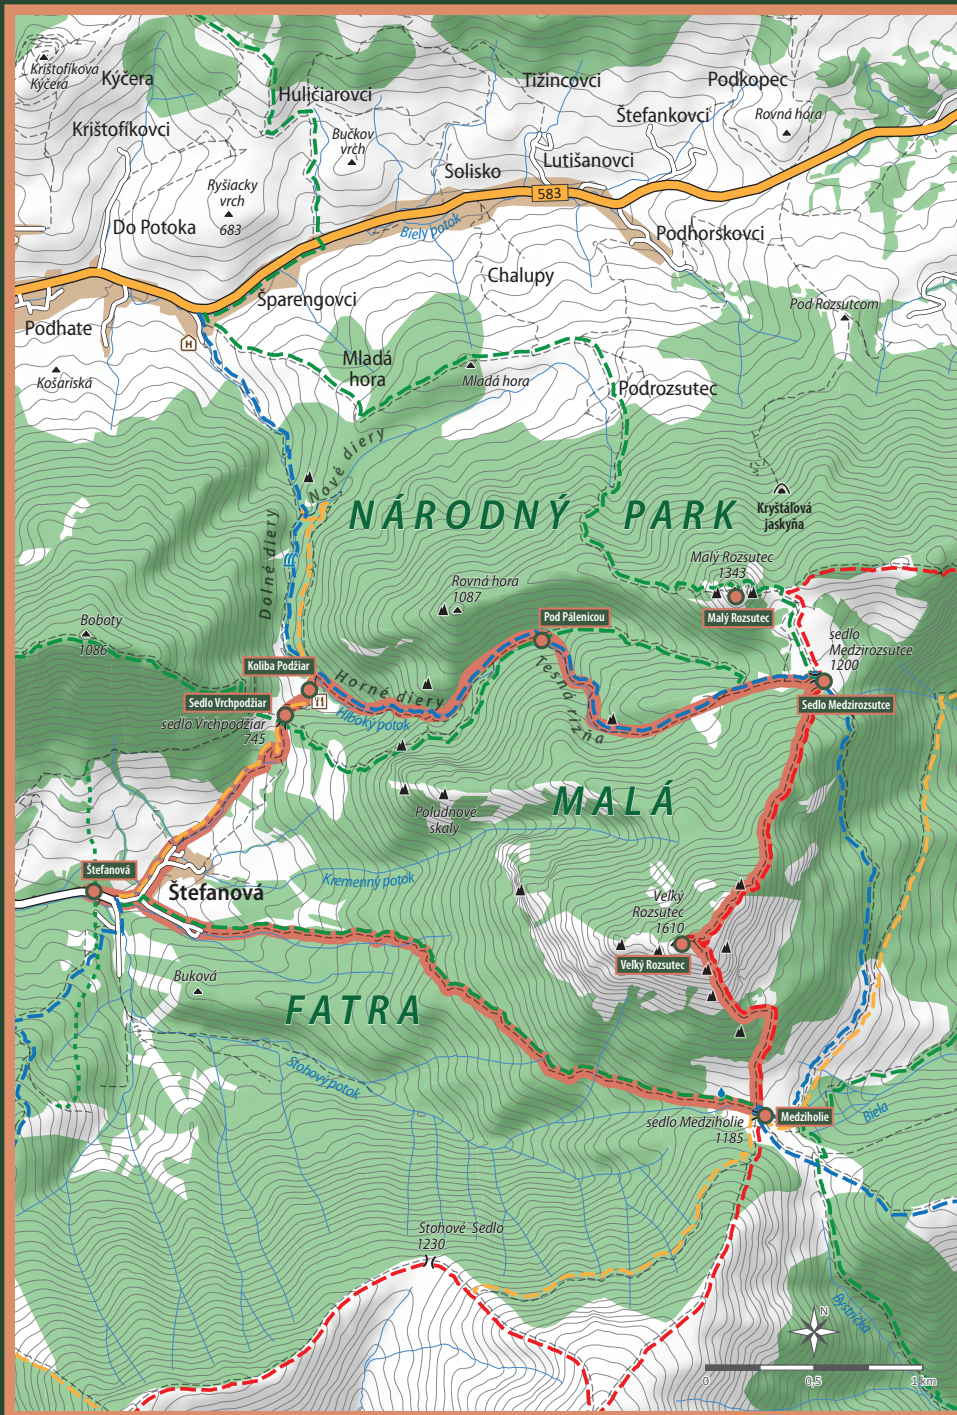 Krištofíkova
Kýčera
Kýčera
Huličiarovci
Tižincovci
Podkopec
Štefankovci
Rovná hora
Krištofíkovci
Bučkov
vrch
Solisko
Lutišanovci
Ryšiacky
vrch
683
583
Do Potoka
Biely potok
Podhorskovci
Chalupy
Šparengovci
Pod Rozsutcom
Podhate
H
Mladá
hora
Mladá hora
Košariská
Podrozsutec
Nové diery
Dolné diery
NÁRODNÝ PARK
Kryštálová
jaskyňa
Malý Rozsutec
1343
Rovná hora
1087
Malý Rozsutec
Pod Pálenicou
Boboty
1086
sedlo
Medzirozsutce
1200
Koliba Podžiar
Horné diery
Tesná rizňa
Sedlo Vrchpodžiar
Sedlo Medzirozsutce
Hlboký potok
sedlo Vrchpodžiar
745
MALÁ
Poludňové
skaly
Štefanová
Štefanová
Kremenný potok
Veľký
Rozsutec
1610
Veľký Rozsutec
Buková
FATRA
Stohový potok
sedlo Medziholie
1185
Medziholie
Biela
Stohové Sedlo
1230
Bystrička
N
0
0,5
1 km